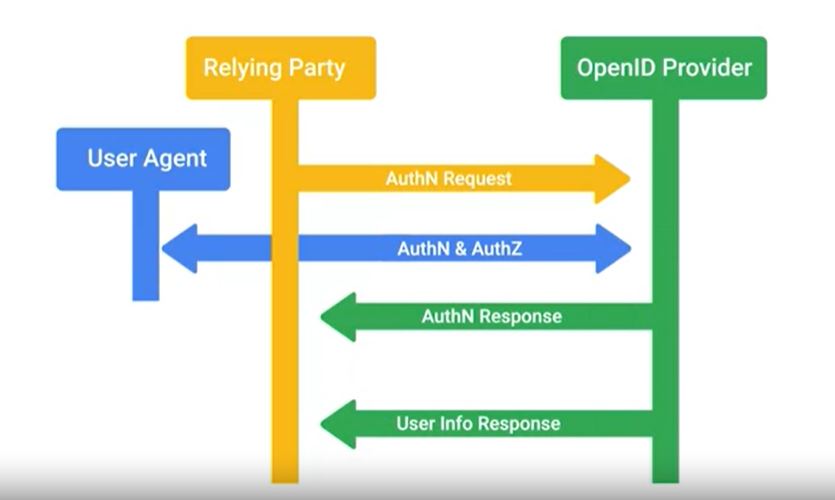 Relying Party
OpenID Provider
User Agent
AuthN Request
AuthN & AuthZ
AuthN Response
User Info Response